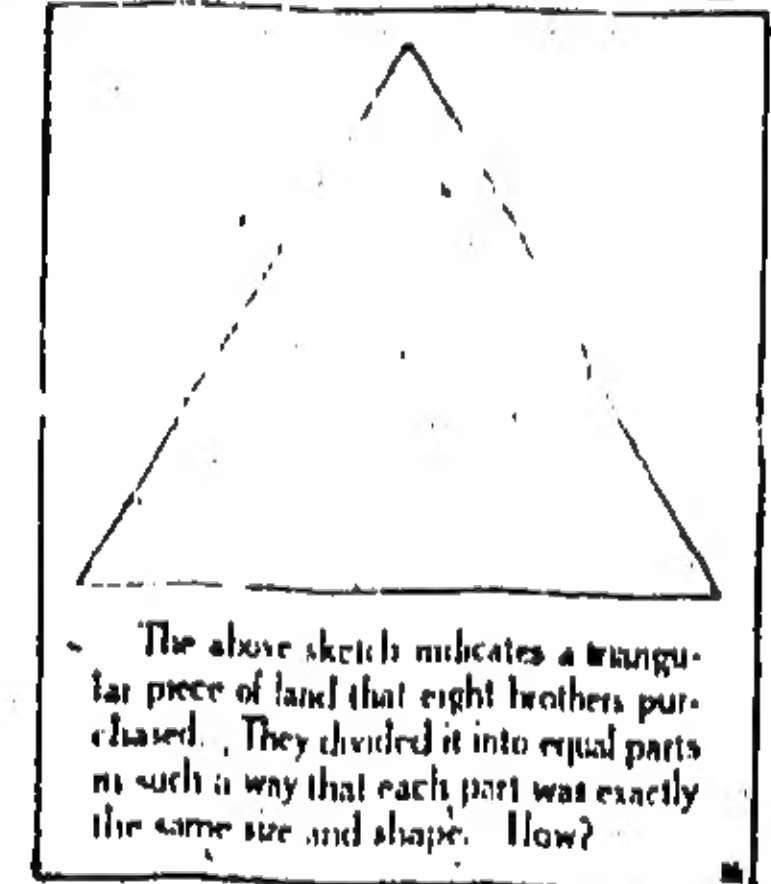 The above sketch indicates a triangu-
lar piece of land that eight brothers pur-
chased. They divided it into equal parts
in such a way that each part was exactly
the same size and shape. How?